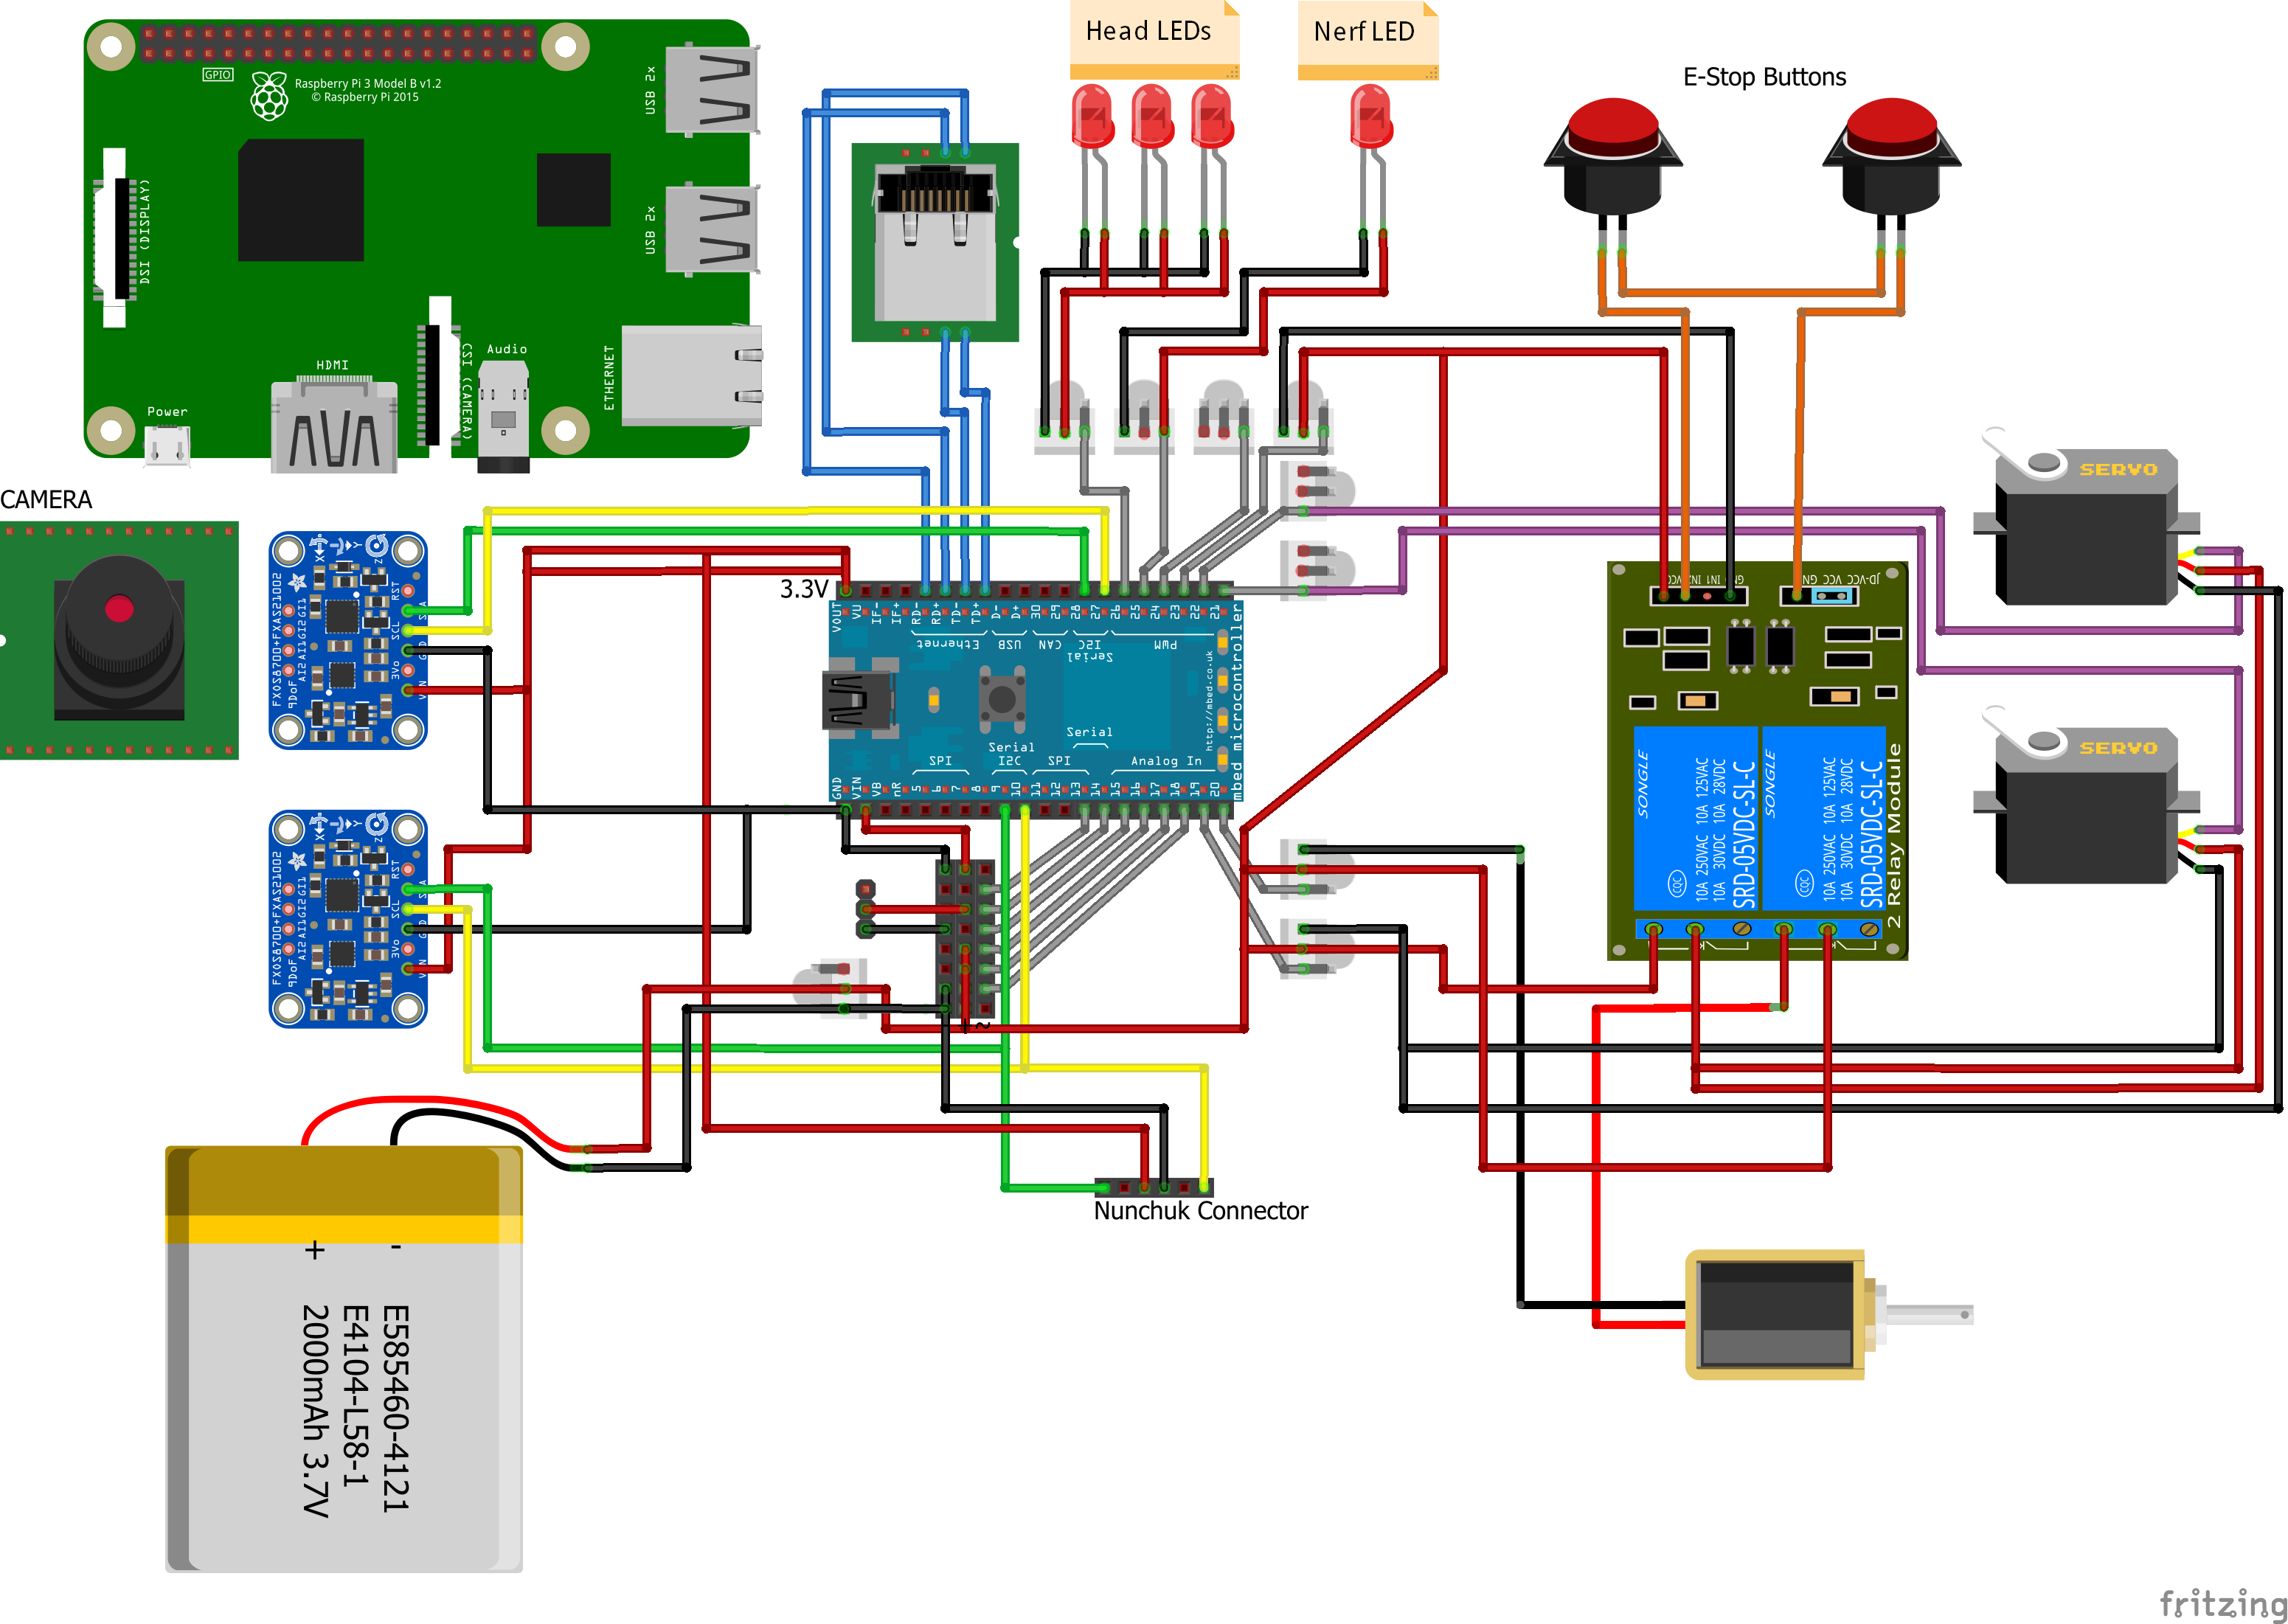 Head LEDs
Nerf LED
E-Stop Buttons
GPIO
Raspberry Pi 3 Model B v1.2
© Raspberry Pi 2015
USB 2x
USB 2x
DSI (DISPLAY)
CSI (CAMERA)
Audio
HDMI
ETHERNET
Power
CAMERA
FXOS8700+FXAS21002
9DoF
AI2 AI1 GI2 GI1
X Y Z
RST
SCL
3Vo
FXOS8700+FXAS21002
9DoF
AI2 AI1 GI2 GI1
X Y Z
RST
SCL
3Vo
3.3V
VOUT VU IF- IF+ RD- RD+ TD- TD+ D- D+ 30 29 28 27 26 25 24 23 22 21
Ethernet USB CAN I2C PWM
Serial
http://mbed.co.uk
mbed microcontroller
Serial
Serial
SPI I2C SPI Analog In
GND VIN VB nR 5 6 7 8 9 10 11 12 13 14 15 16 17 18 19 20
SERVO
SERVO
GND IN1 IN2 VCC
JD-VCC VCC GND
SONGLE
10A 250VAC 10A 125VAC
10A 30VDC 10A 28VDC
SRD-05VDC-SL-C
CQC
SONGLE
10A 250VAC 10A 125VAC
10A 30VDC 10A 28VDC
SRD-05VDC-SL-C
CQC
2 Relay Module
Nunchuk Connector
+ -
E585460-4121
E4104-L58-1
2000mAh 3.7V
fritzing